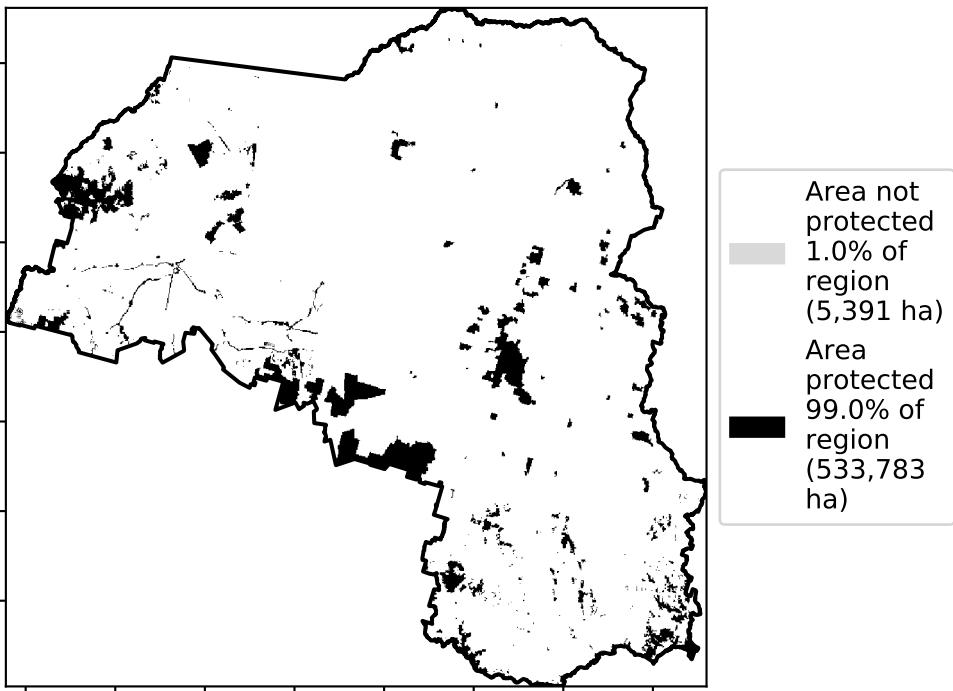 Area not
protected
1.0% of
region
(5,391 ha)
Area
protected
99.0% of
region
(533,783
ha)